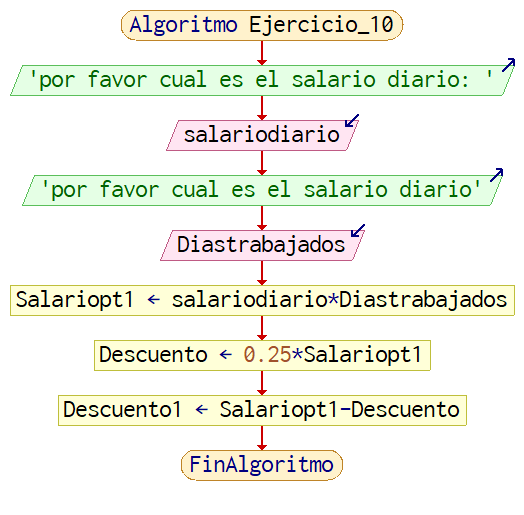 Algoritmo Ejercicio_10
'por favor cual es el salario diario: '
salariodiario
'por favor cual es el salario diario'
Diastrabajados
Salariopt1 ← salariodiario*Diastrabajados
Descuento ← 0.25*Salariopt1
Descuento1 ← Salariopt1-Descuento
FinAlgoritmo